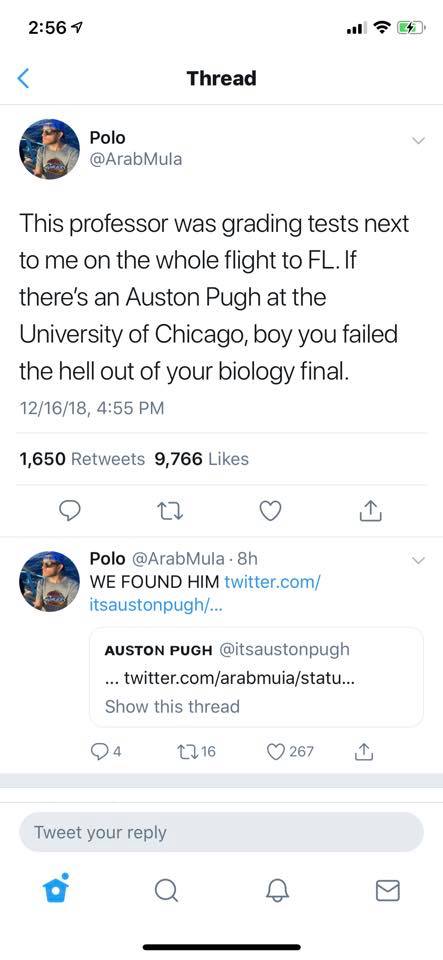 2:56
Thread
Polo
@ArabMula
This professor was grading tests next
to me on the whole flight to FL. If
there's an Auston Pugh at the
University of Chicago, boy you failed
the hell out of your biology final.
12/16/18, 4:55 PM
1,650 Retweets 9,766 Likes
Polo @ArabMula · 8h
WE FOUND HIM twitter.com/
itsaustonpugh/...
AUSTON PUGH @itsaustonpugh
... twitter.com/arabmuia/statu...
Show this thread
4 16 267
Tweet your reply